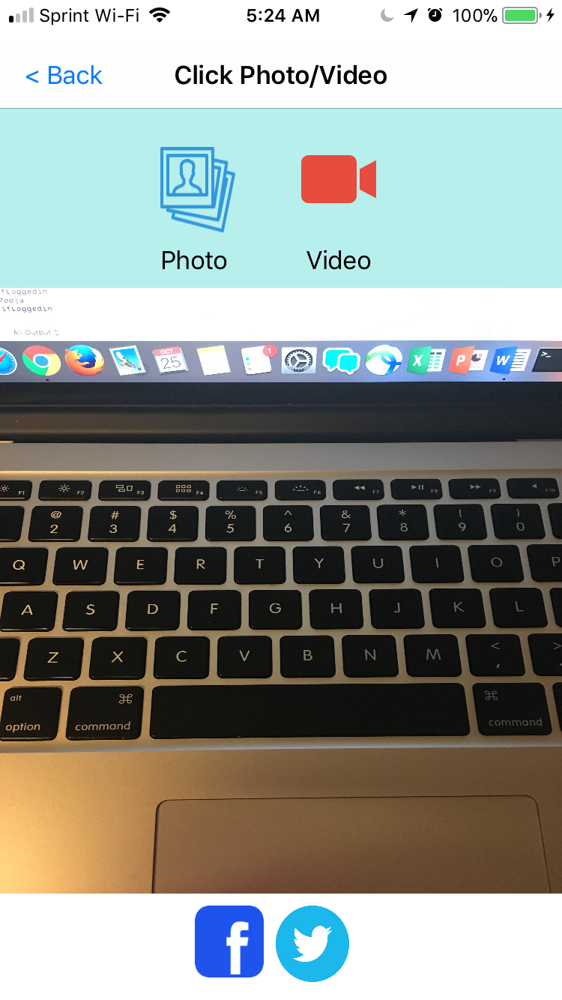 Sprint Wi-Fi 5:24 AM 100%
< Back Click Photo/Video
Photo Video
ifLoggedin
Pooja
ifLoggedin
All Output
OCT
25
1
X P W >_
F1 F2 F3 F4 F5 F6 F7 F8 F9 F10
@ # $ % ^ & * ( )
2 3 4 5 6 7 8 9 0
Q W E R T Y U I O P
A S D F G H J K L
Z X C V B N M < >
,
alt
option command command
f